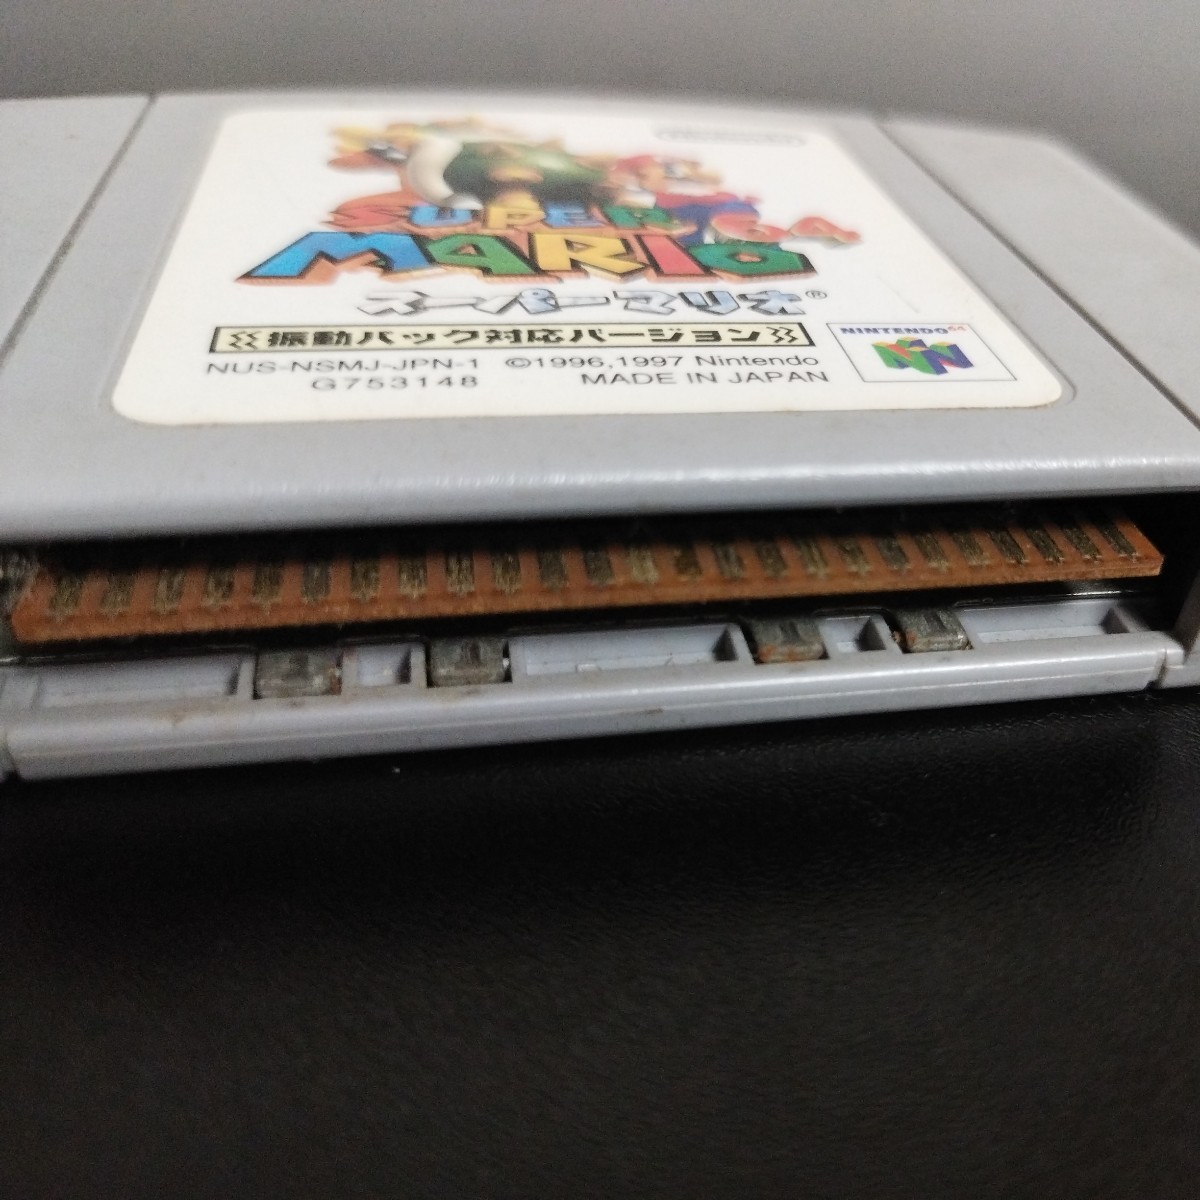 Nintendo
SUPER
MARIO 64
スーパーマリオ®
振動パック対応バージョン
NUS-NSMJ-JPN-1 ©1996,1997 Nintendo
G753148 MADE IN JAPAN
NINTENDO64